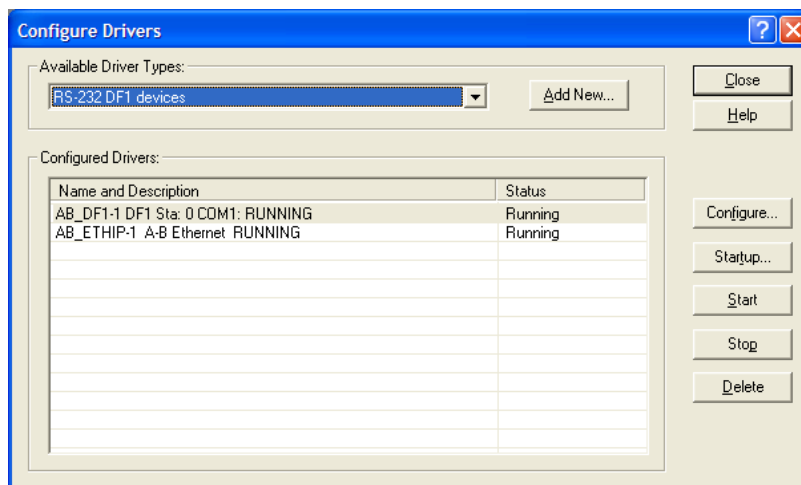 Configure Drivers
Available Driver Types:
RS-232 DF1 devices
Add New...
Close
Help
Configured Drivers:
Name and Description Status
AB_DF1-1 DF1 Sta: 0 COM1: RUNNING Running
AB_ETHIP-1 A-B Ethernet RUNNING Running
Configure...
Startup...
Start
Stop
Delete